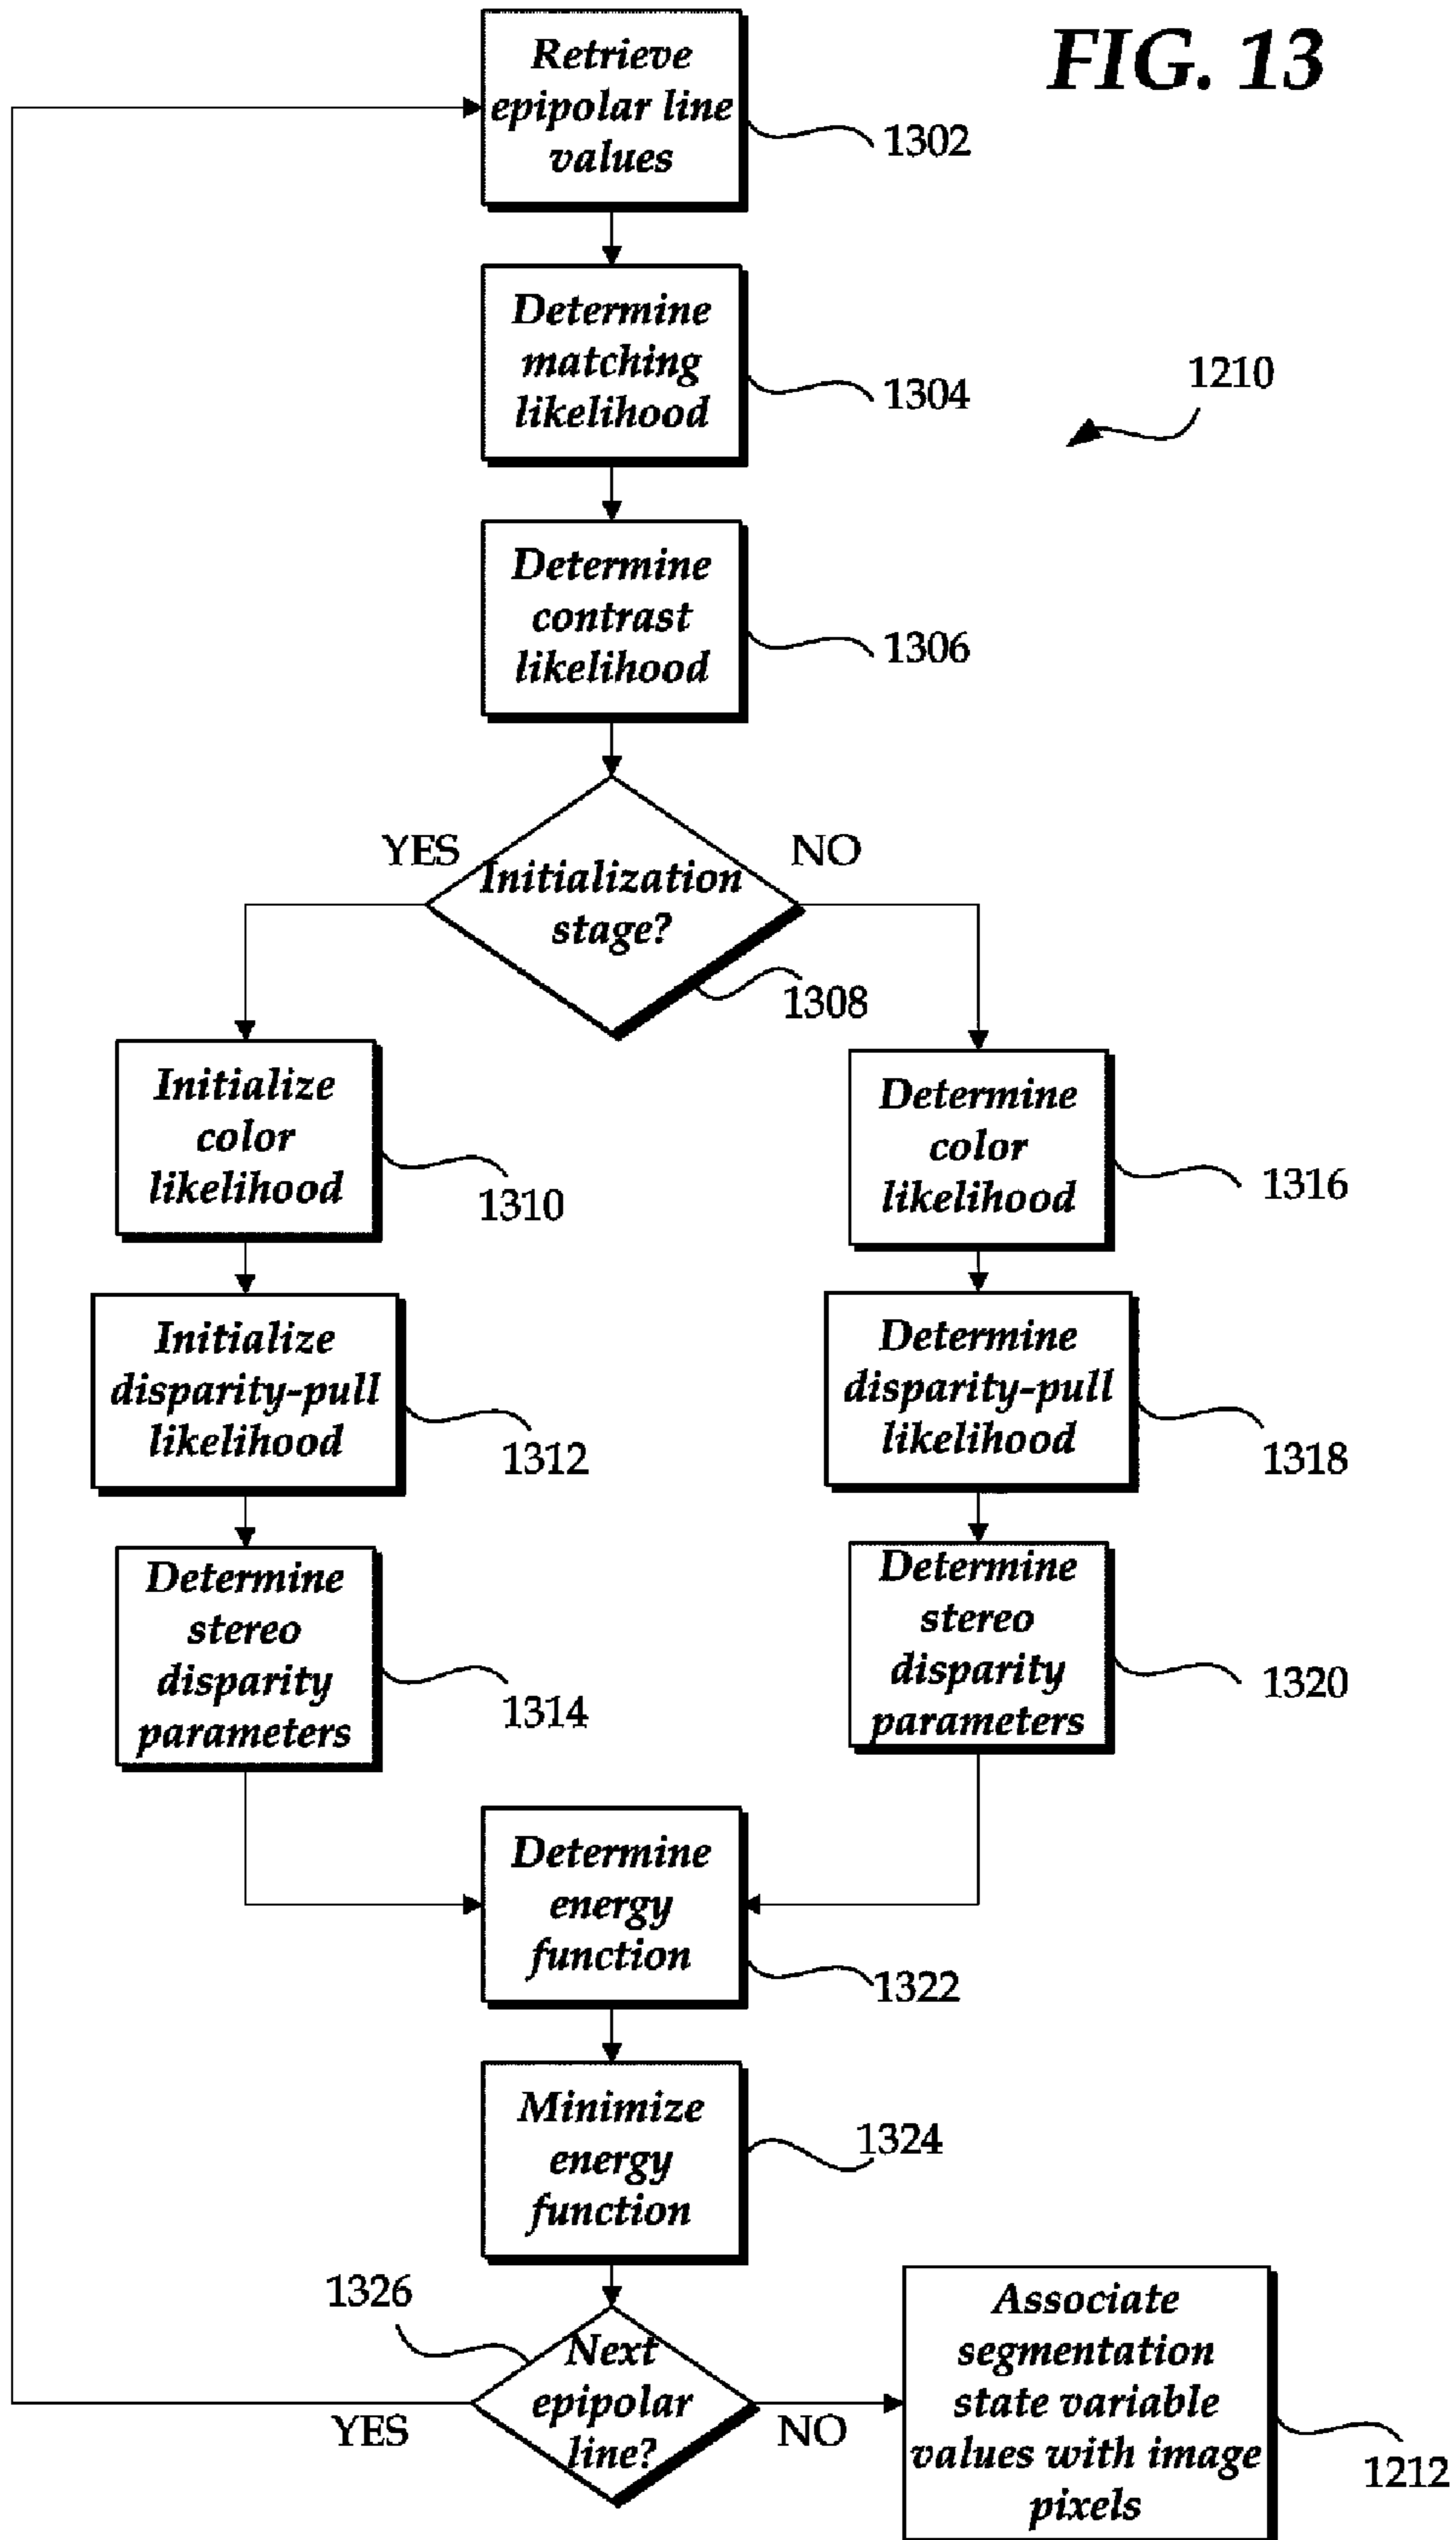 FIG. 13
Retrieve
epipolar line
values
1302
Determine
matching
likelihood
1304
1210
Determine
contrast
likelihood
1306
YES
NO
Initialization
stage?
1308
Initialize
color
likelihood
1310
Initialize
disparity-pull
likelihood
1312
Determine
stereo
disparity
parameters
1314
Determine
color
likelihood
1316
Determine
disparity-pull
likelihood
1318
Determine
stereo
disparity
parameters
1320
Determine
energy
function
1322
Minimize
energy
function
1324
1326
Next
epipolar
line?
YES
NO
Associate
segmentation
state variable
values with image
pixels
1212